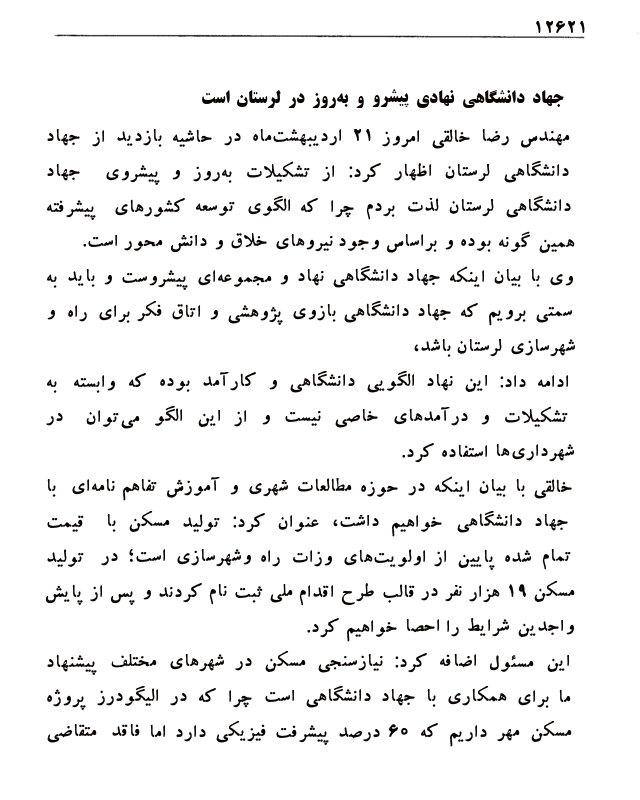 ۱۲۶۲۱
جهاد دانشگاهی نهادی پیشرو و به‌روز در لرستان است
مهندس رضا خالقی امروز ۲۱ اردیبهشت‌ماه در حاشیه بازدید از جهاد
دانشگاهی لرستان اظهار کرد: از تشکیلات به‌روز و پیشروی جهاد
دانشگاهی لرستان لذت بردم چرا که الگوی توسعه کشورهای پیشرفته
همین گونه بوده و براساس وجود نیروهای خلاق و دانش محور است.
وی با بیان اینکه جهاد دانشگاهی نهاد و مجموعه‌ای پیشروست و باید به
سمتی برویم که جهاد دانشگاهی بازوی پژوهشی و اتاق فکر برای راه و
شهرسازی لرستان باشد،
ادامه داد: این نهاد الگویی دانشگاهی و کارآمد بوده که وابسته به
تشکیلات و درآمدهای خاصی نیست و از این الگو می‌توان در
شهرداری‌ها استفاده کرد.
خالقی با بیان اینکه در حوزه مطالعات شهری و آموزش تفاهم نامه‌ای با
جهاد دانشگاهی خواهیم داشت، عنوان کرد: تولید مسکن با قیمت
تمام شده پایین از اولویت‌های وزات راه وشهرسازی است؛ در تولید
مسکن ۱۹ هزار نفر در قالب طرح اقدام ملی ثبت نام کردند و پس از پایش
واجدین شرایط را احصا خواهیم کرد.
این مسئول اضافه کرد: نیازسنجی مسکن در شهرهای مختلف پیشنهاد
ما برای همکاری با جهاد دانشگاهی است چرا که در الیگودرز پروژه
مسکن مهر داریم که ۶۰ درصد پیشرفت فیزیکی دارد اما فاقد متقاضی